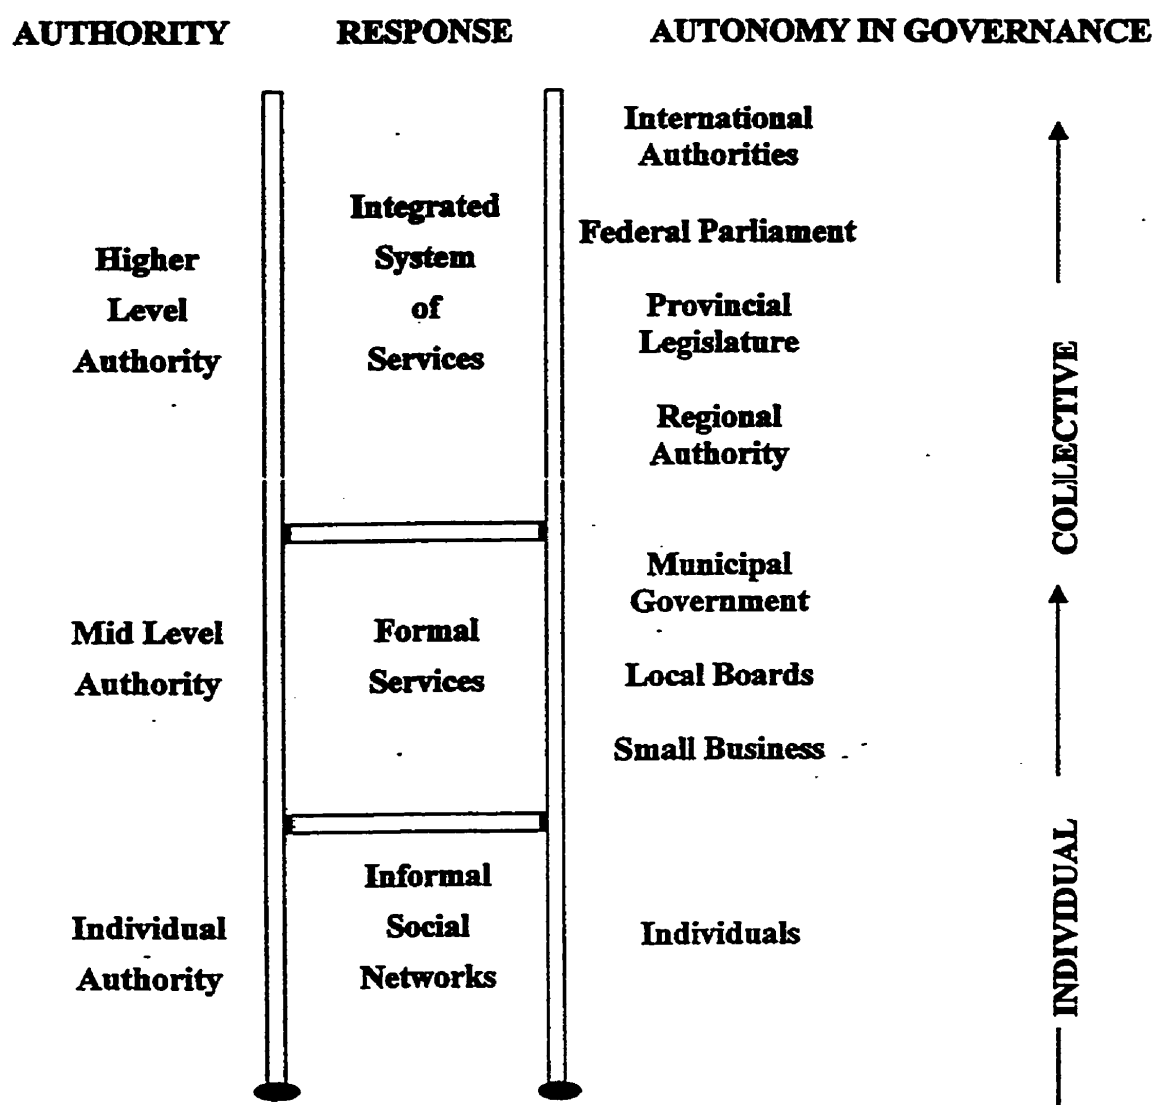 AUTHORITY
RESPONSE
AUTONOMY IN GOVERNANCE
Higher
Level
Authority
Integrated
System
of
Services
International
Authorities
Federal Parliament
Provincial
Legislature
Regional
Authority
COLLECTIVE
Mid Level
Authority
Formal
Services
Municipal
Government
Local Boards
Small Business
Individual
Authority
Informal
Social
Networks
Individuals
INDIVIDUAL